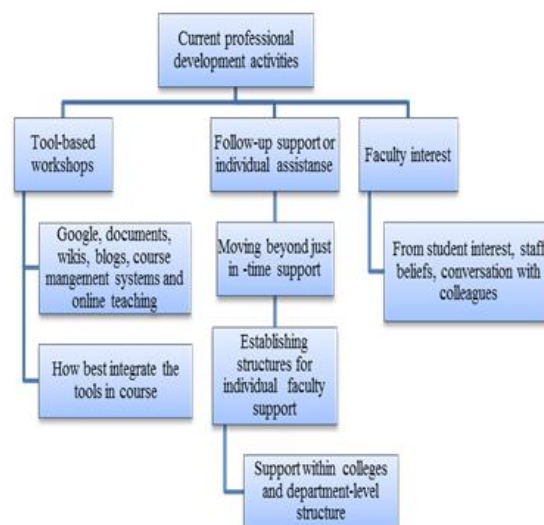 Current professional
development activities
Tool-based
workshops
Follow-up support or
individual assistanse
Faculty interest
Google, documents,
wikis, blogs, course
mangement systems and
online teaching
Moving beyond just
in -time support
From student interest, staff
beliefs, conversation with
colleagues
How best integrate the
tools in course
Establishing
structures for
individual faculty
support
Support within colleges
and department-level
structure